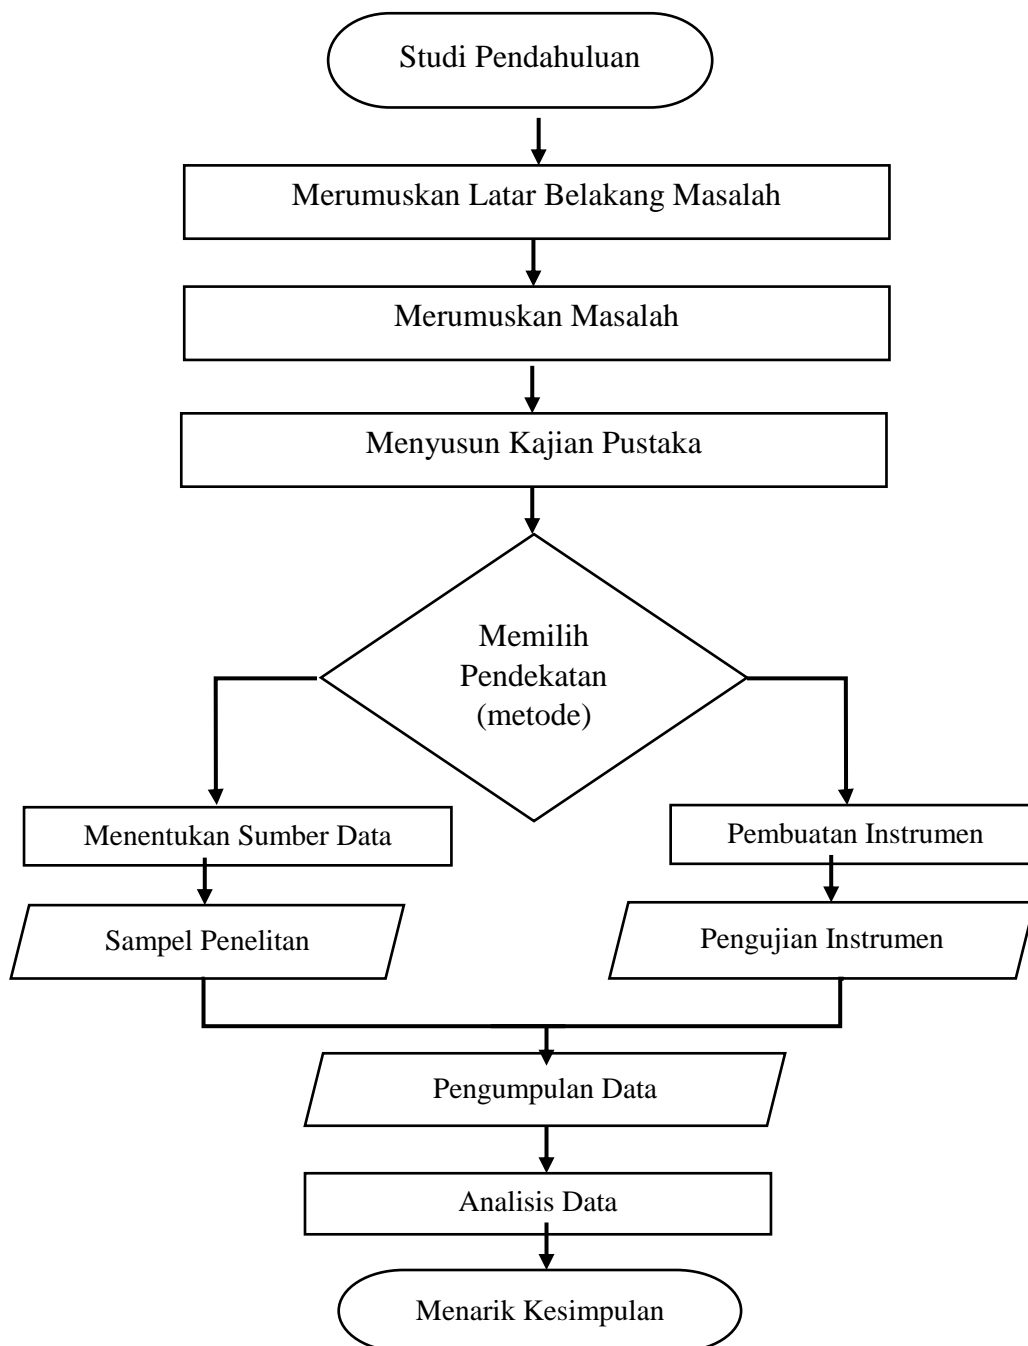 Studi Pendahuluan
Merumuskan Latar Belakang Masalah
Merumuskan Masalah
Menyusun Kajian Pustaka
Memilih
Pendekatan
(metode)
Menentukan Sumber Data
Pembuatan Instrumen
Sampel Penelitan
Pengujian Instrumen
Pengumpulan Data
Analisis Data
Menarik Kesimpulan